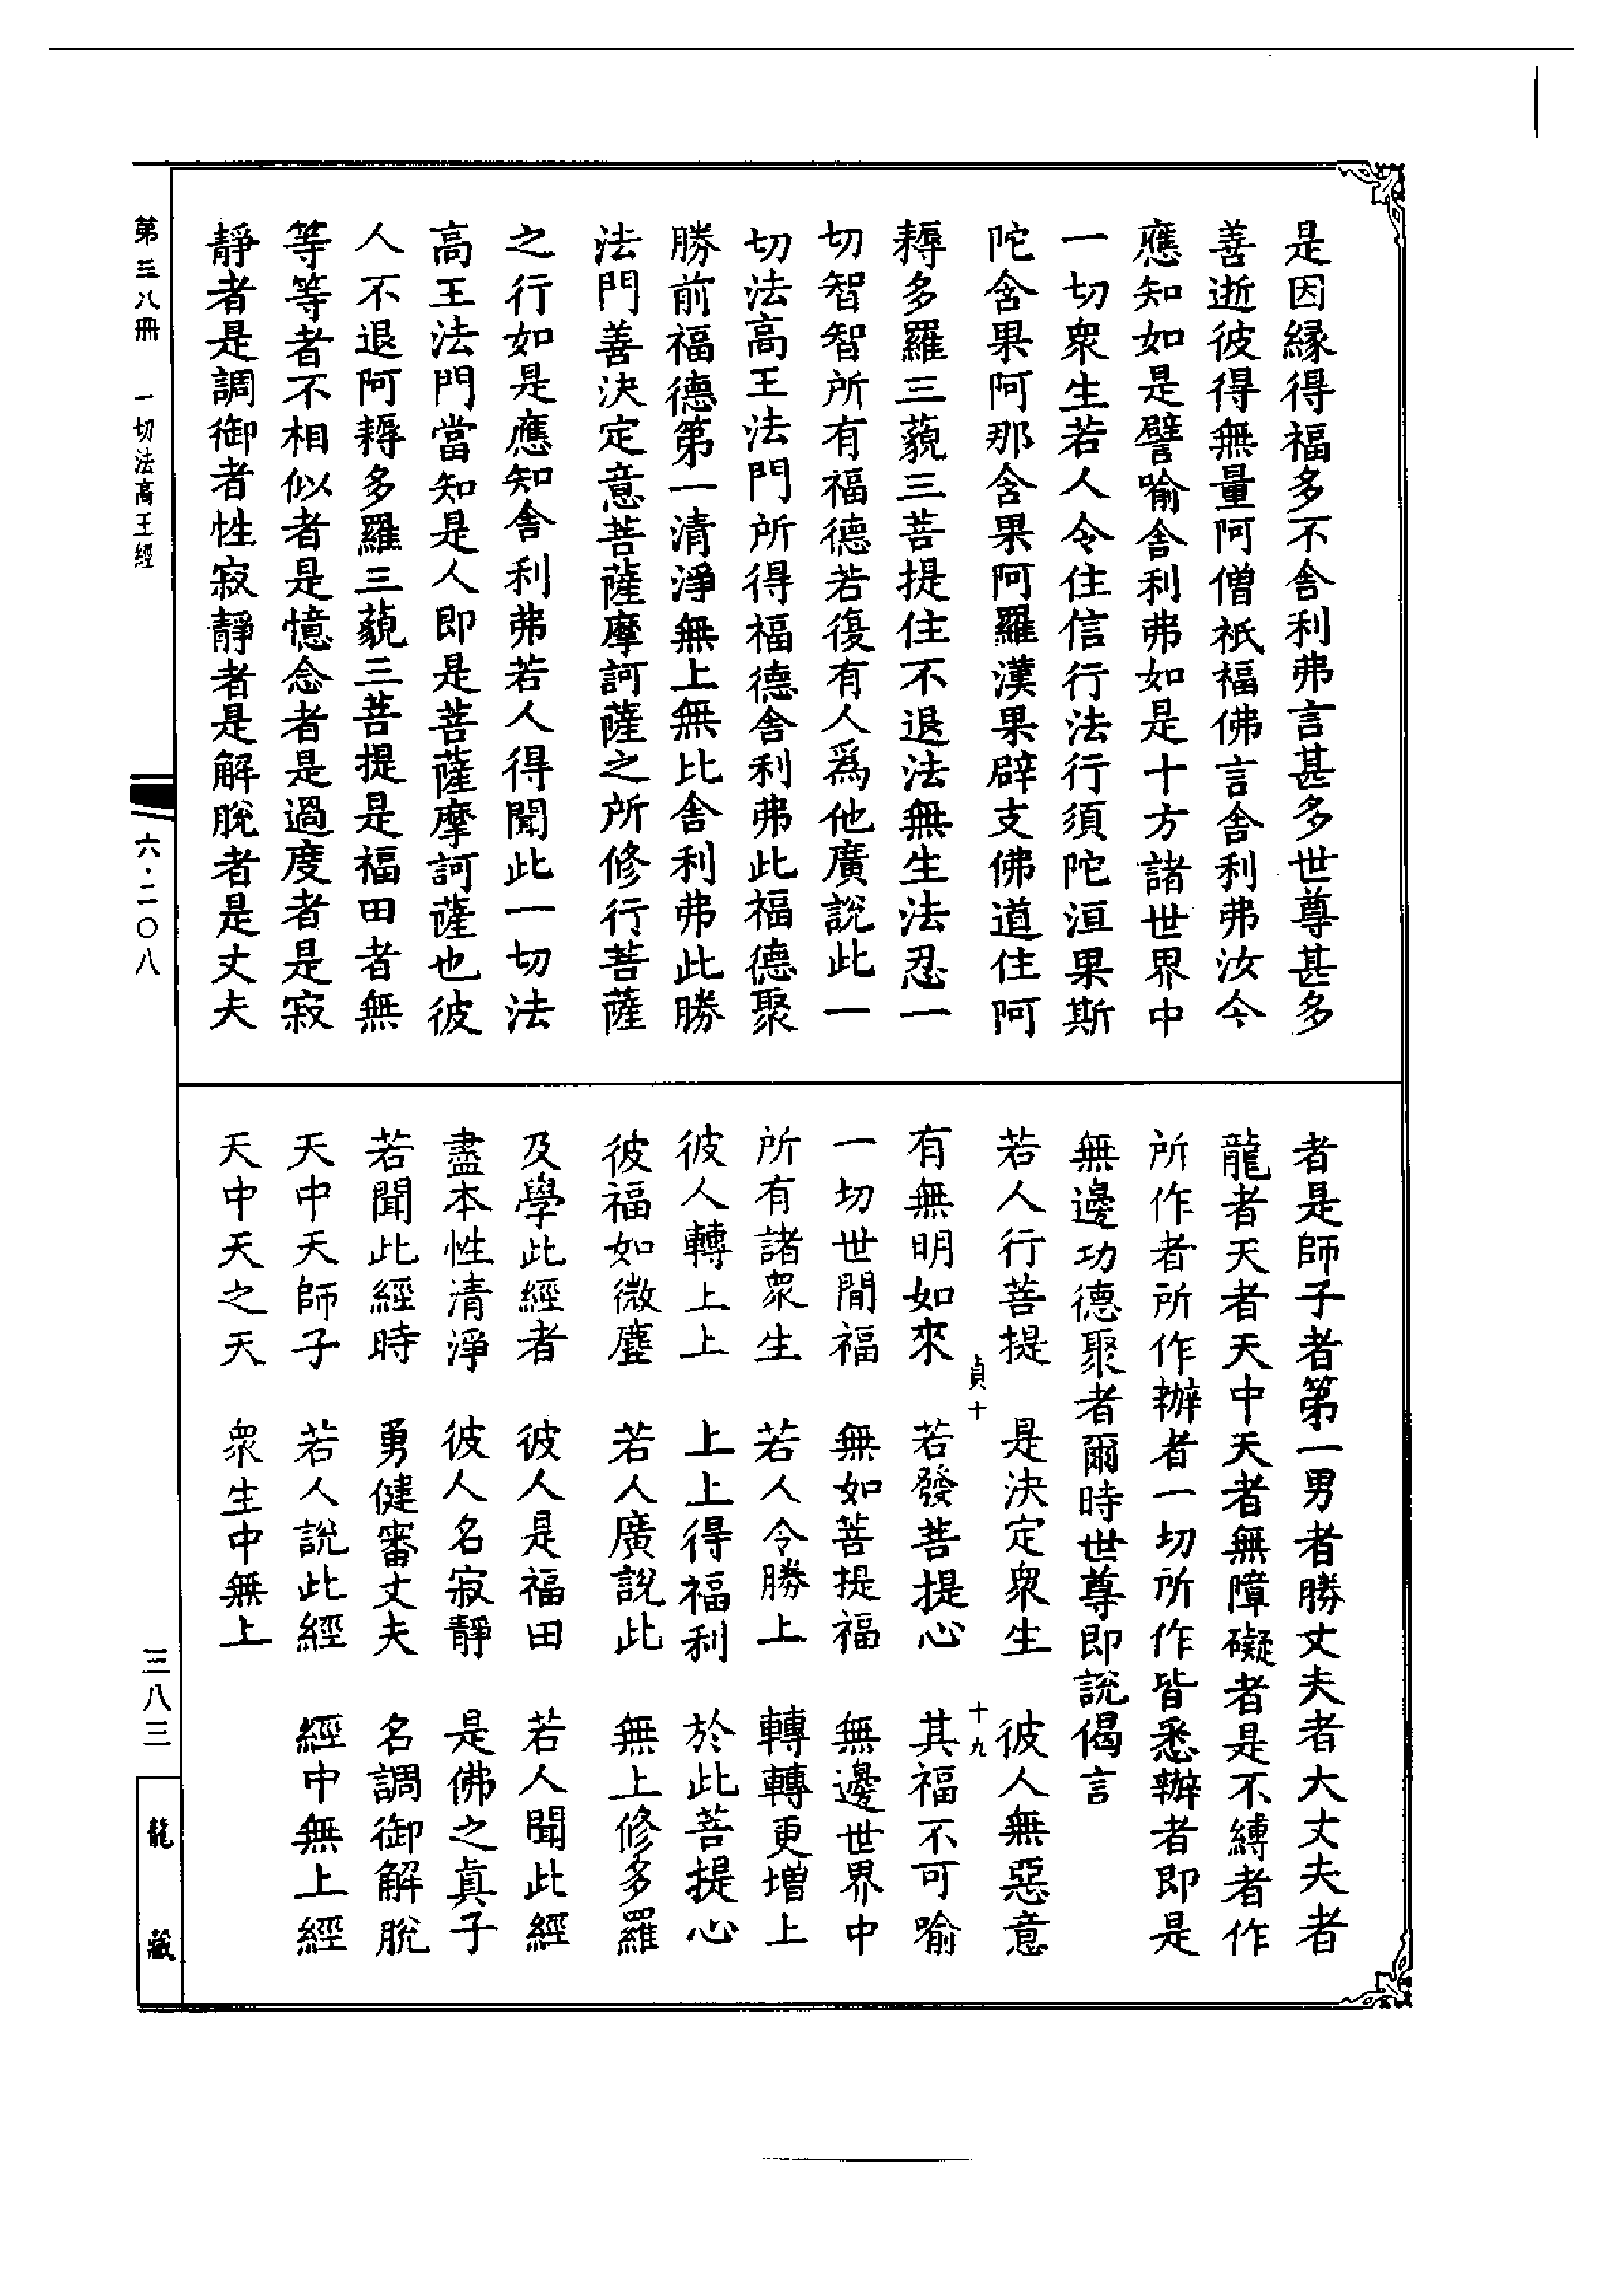 是因縁得福多不舍利弗言甚多世尊甚多
善逝彼得無量阿僧祇福佛言舍利弗汝今
應知如是譬喻舍利弗如是十方諸世界中
一切衆生若人令住信行法行須陀洹果斯
陀含果阿那含果阿羅漢果辟支佛道住阿
耨多羅三藐三菩提住不退法無生法忍一
切智智所有福德若復有人爲他廣說此一
切法高王法門所得福德舍利弗此福德聚
勝前福德第一清淨無上無比舍利弗此勝
法門善決定意菩薩摩訶薩之所修行菩薩
之行如是應知舍利弗若人得聞此一切法
高王法門當知是人即是菩薩摩訶薩也彼
人不退阿耨多羅三藐三菩提是福田者無
等等者不相似者是憶念者是過度者是寂
靜者是調御者性寂靜者是解脫者是丈夫
者是師子者第一男者勝丈夫者大丈夫者
龍者天者天中天者無障礙者是不縛者作
所作者所作辦者一切所作皆悉辦者即是
無邊功德聚者爾時世尊即說偈言
若人行菩提　是決定衆生　彼人無惡意
貞十　十九
有無明如來　若發菩提心　其福不可喻
一切世間福　無如菩提福　無邊世界中
所有諸衆生　若人令勝上　轉轉更增上
彼人轉上上　上上得福利　於此菩提心
彼福如微塵　若人廣說此　無上修多羅
及學此經者　彼人是福田　若人聞此經
盡本性清淨　彼人名寂靜　是佛之真子
若聞此經時　勇健審丈夫　名調御解脫
天中天師子　若人說此經　經中無上經
天中天之天　衆生中無上
第三八冊　一切法高王經
六·二〇八
三八三
龍藏